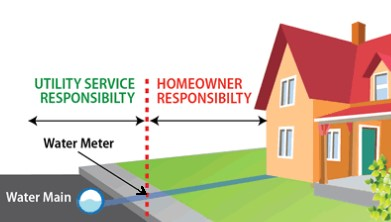 UTILITY SERVICE
RESPONSIBILTY
HOMEOWNER
RESPONSIBILTY
Water Meter
Water Main